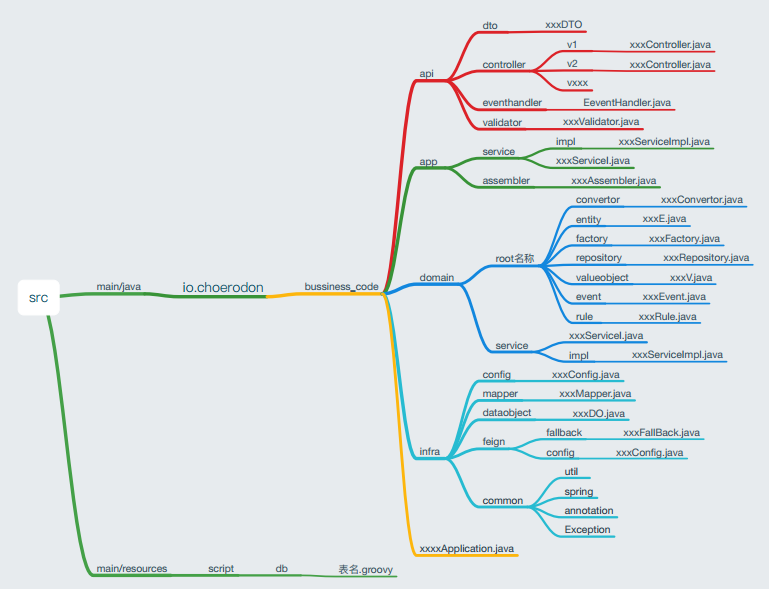 src
main/java
io.choerodon
bussiness_code
api
dto
xxxDTO
controller
v1
xxxController.java
v2
xxxController.java
vxxx
eventhandler
EeventHandler.java
validator
xxxValidator.java
app
service
impl
xxxServiceImpl.java
xxxServiceI.java
assembler
xxxAssembler.java
domain
root名称
convertor
xxxConvertor.java
entity
xxxE.java
factory
xxxFactory.java
repository
xxxRepository.java
valueobject
xxxV.java
event
xxxEvent.java
rule
xxxRule.java
service
xxxServiceI.java
impl
xxxServiceImpl.java
infra
config
xxxConfig.java
mapper
xxxMapper.java
dataobject
xxxDO.java
feign
fallback
xxxFallBack.java
config
xxxConfig.java
common
util
spring
annotation
Exception
xxxxApplication.java
main/resources
script
db
表名.groovy